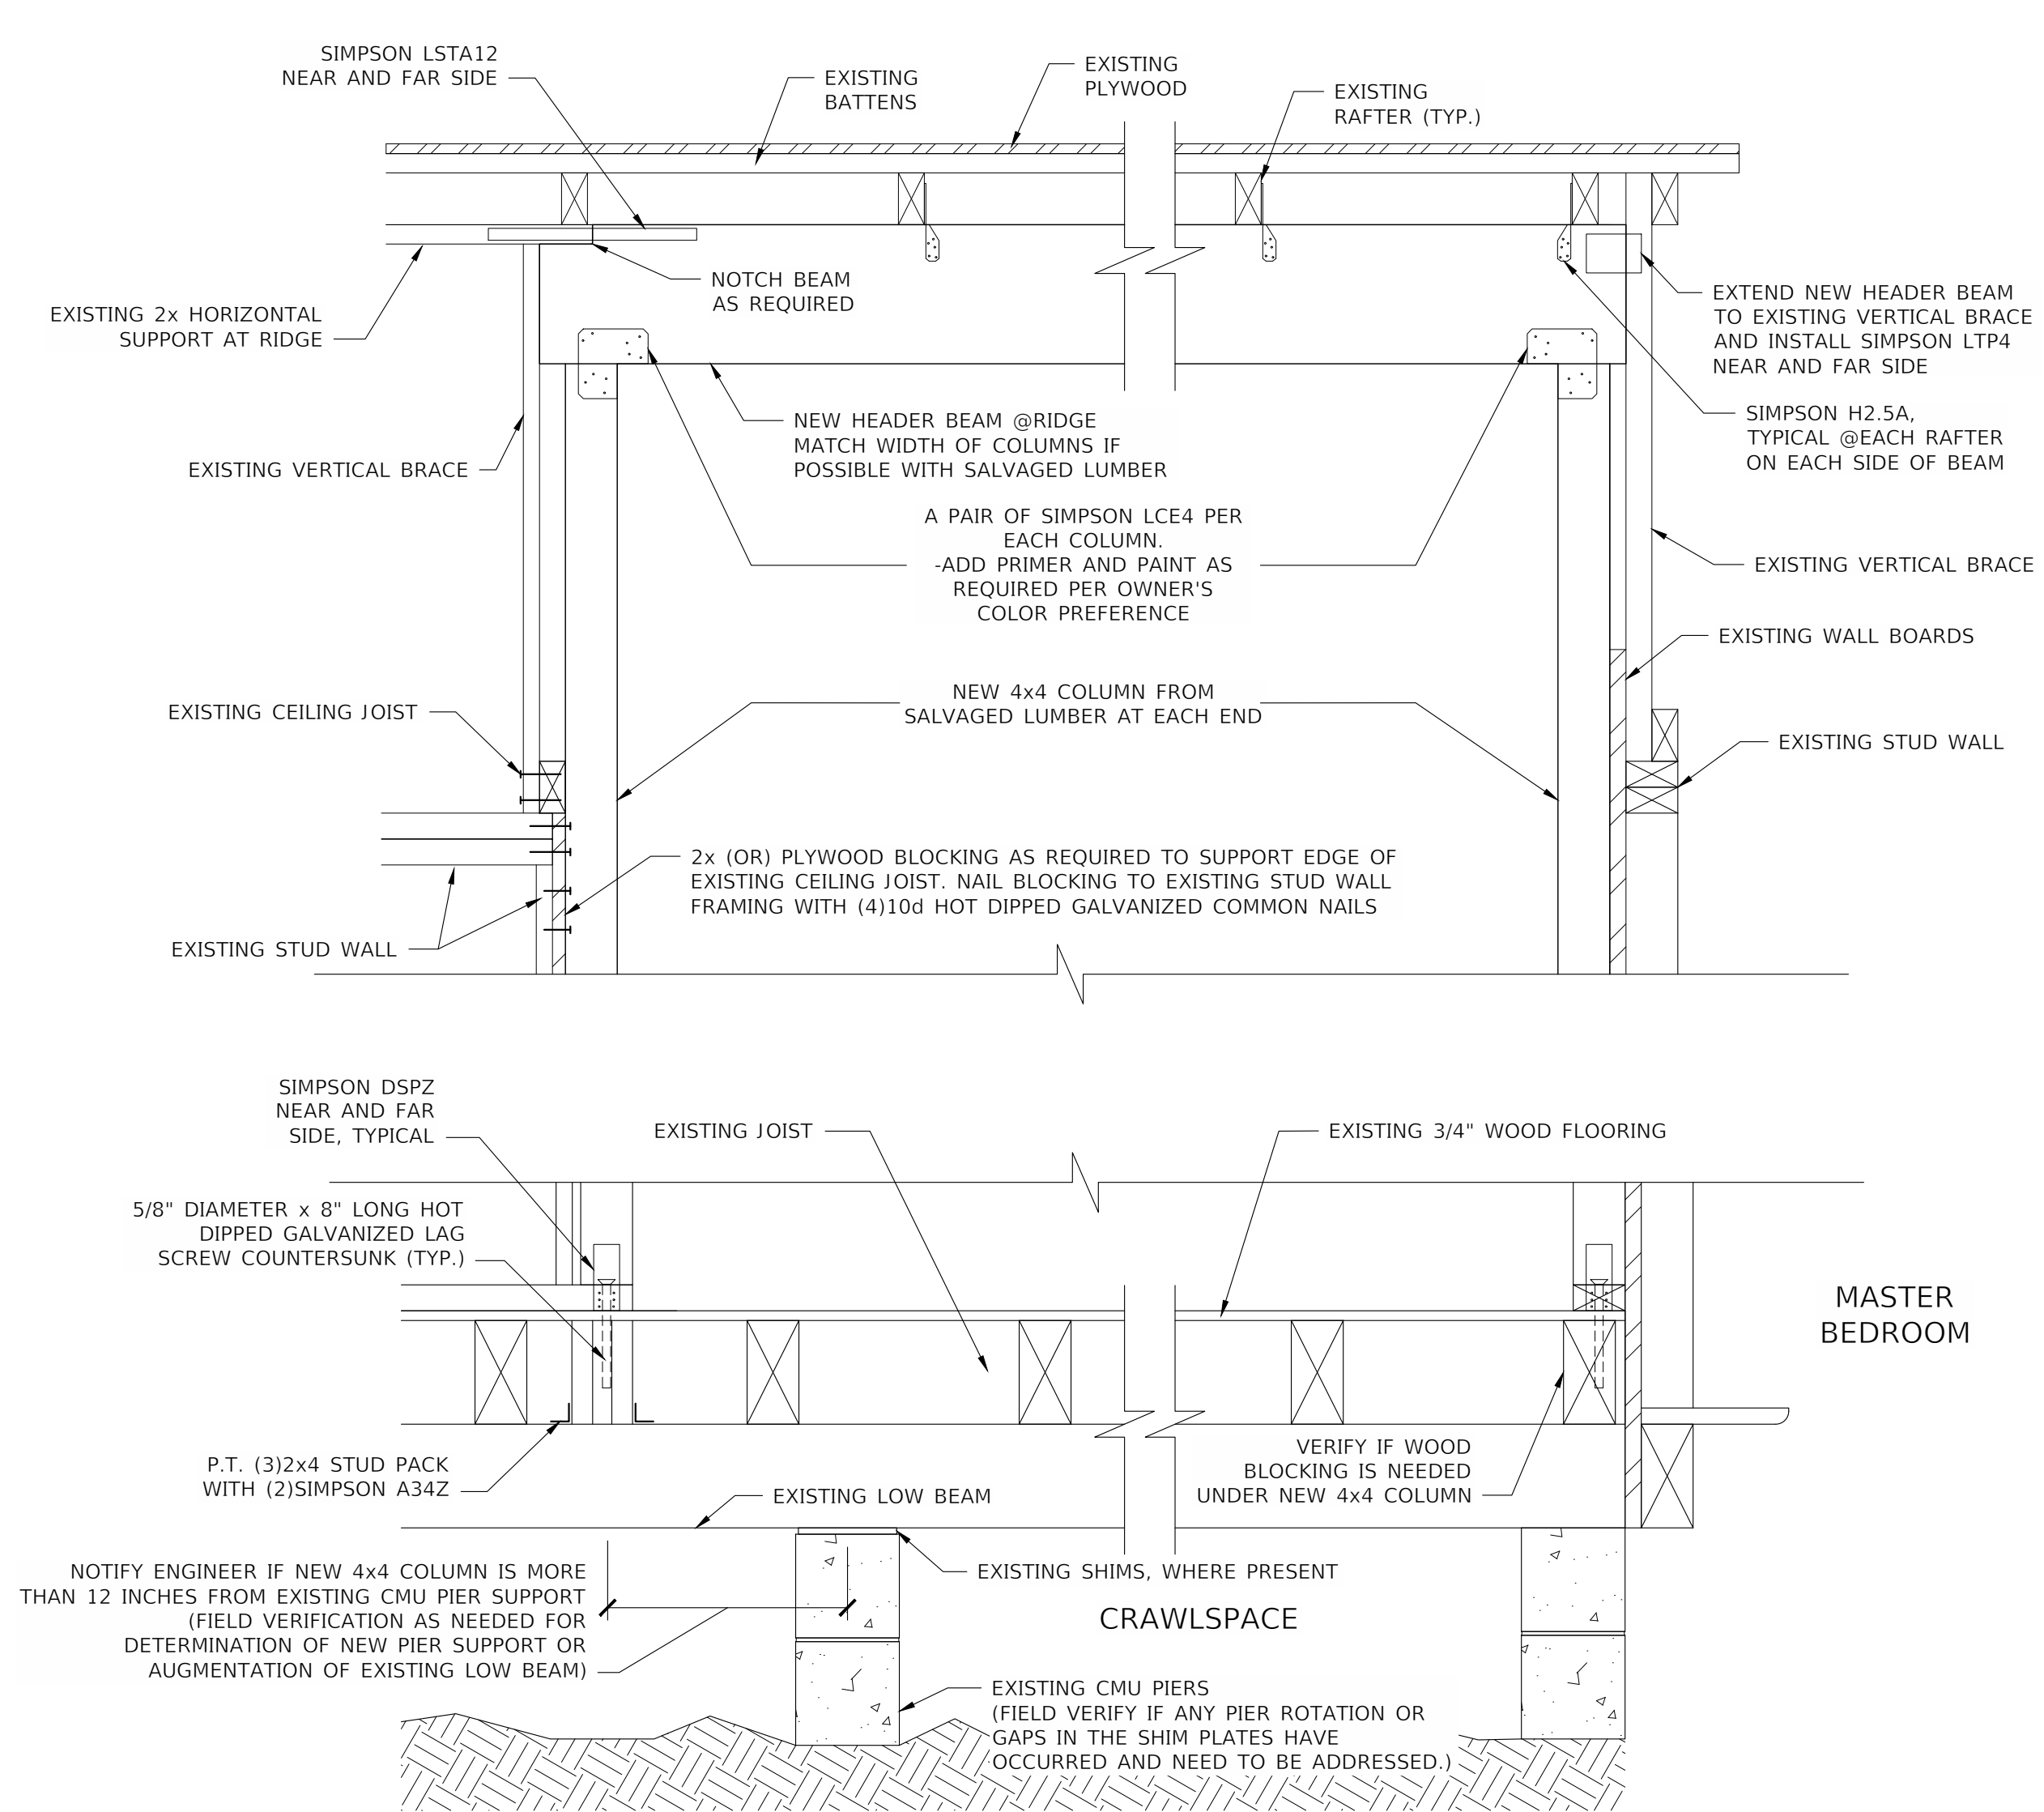 SIMPSON LSTA12
NEAR AND FAR SIDE
EXISTING
BATTENS
EXISTING
PLYWOOD
EXISTING
RAFTER (TYP.)
NOTCH BEAM
AS REQUIRED
EXISTING 2x HORIZONTAL
SUPPORT AT RIDGE
EXTEND NEW HEADER BEAM
TO EXISTING VERTICAL BRACE
AND INSTALL SIMPSON LTP4
NEAR AND FAR SIDE
SIMPSON H2.5A,
TYPICAL @EACH RAFTER
ON EACH SIDE OF BEAM
NEW HEADER BEAM @RIDGE
MATCH WIDTH OF COLUMNS IF
POSSIBLE WITH SALVAGED LUMBER
EXISTING VERTICAL BRACE
A PAIR OF SIMPSON LCE4 PER
EACH COLUMN.
-ADD PRIMER AND PAINT AS
REQUIRED PER OWNER'S
COLOR PREFERENCE
EXISTING VERTICAL BRACE
EXISTING WALL BOARDS
NEW 4x4 COLUMN FROM
SALVAGED LUMBER AT EACH END
EXISTING CEILING JOIST
EXISTING STUD WALL
2x (OR) PLYWOOD BLOCKING AS REQUIRED TO SUPPORT EDGE OF
EXISTING CEILING JOIST. NAIL BLOCKING TO EXISTING STUD WALL
FRAMING WITH (4)10d HOT DIPPED GALVANIZED COMMON NAILS
EXISTING STUD WALL
SIMPSON DSPZ
NEAR AND FAR
SIDE, TYPICAL
EXISTING JOIST
EXISTING 3/4" WOOD FLOORING
5/8" DIAMETER x 8" LONG HOT
DIPPED GALVANIZED LAG
SCREW COUNTERSUNK (TYP.)
MASTER
BEDROOM
P.T. (3)2x4 STUD PACK
WITH (2)SIMPSON A34Z
VERIFY IF WOOD
BLOCKING IS NEEDED
UNDER NEW 4x4 COLUMN
EXISTING LOW BEAM
NOTIFY ENGINEER IF NEW 4x4 COLUMN IS MORE
THAN 12 INCHES FROM EXISTING CMU PIER SUPPORT
(FIELD VERIFICATION AS NEEDED FOR
DETERMINATION OF NEW PIER SUPPORT OR
AUGMENTATION OF EXISTING LOW BEAM)
EXISTING SHIMS, WHERE PRESENT
CRAWLSPACE
EXISTING CMU PIERS
(FIELD VERIFY IF ANY PIER ROTATION OR
GAPS IN THE SHIM PLATES HAVE
OCCURRED AND NEED TO BE ADDRESSED.)